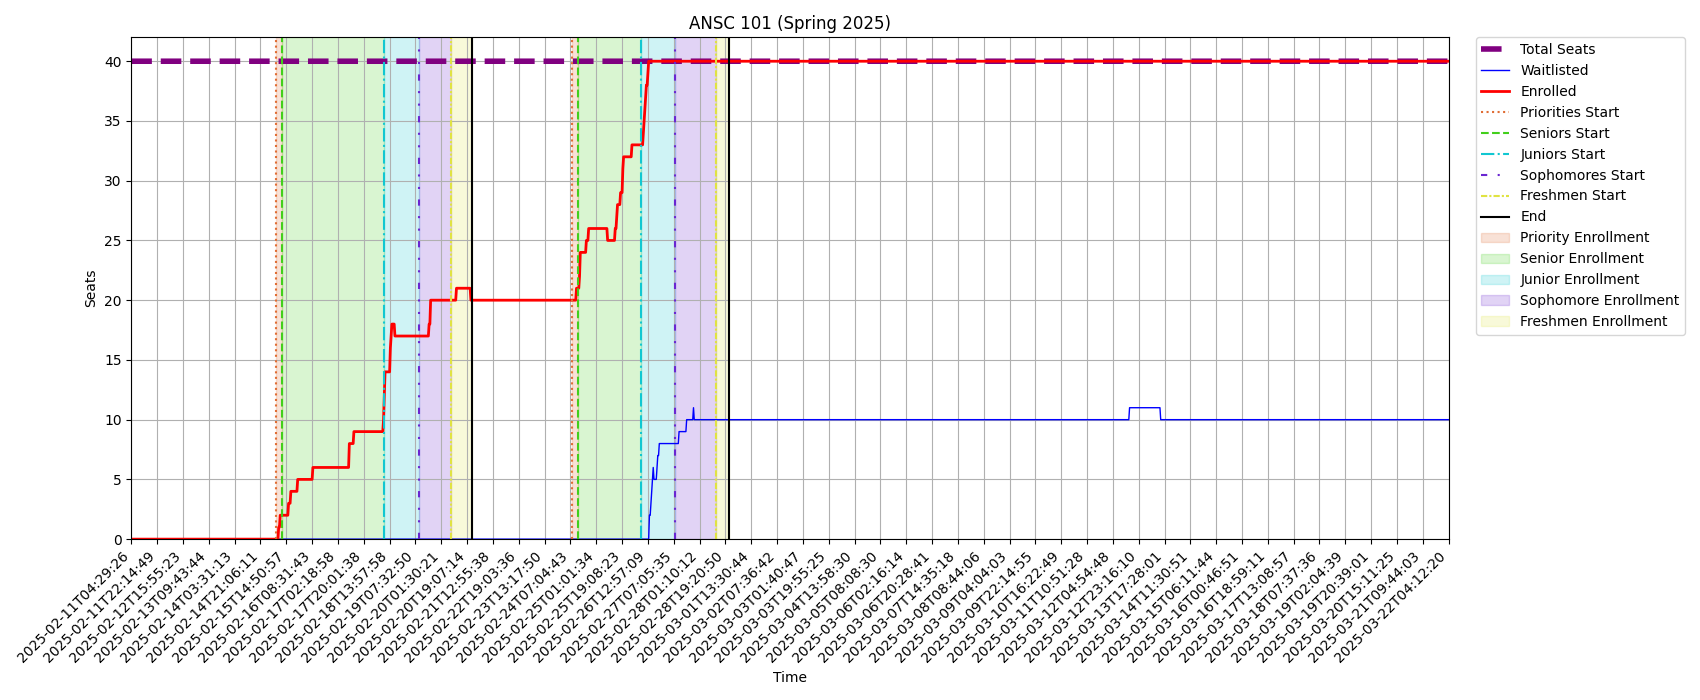 ANSC 101 (Spring 2025)
Seats
40
35
30
25
20
15
10
5
0
2025-02-11T04:29:26
2025-02-11T22:14:49
2025-02-12T15:55:23
2025-02-13T09:43:44
2025-02-14T03:31:13
2025-02-14T21:06:11
2025-02-15T14:50:57
2025-02-16T08:31:43
2025-02-17T02:18:58
2025-02-17T20:01:38
2025-02-18T13:57:58
2025-02-19T07:32:50
2025-02-20T01:30:21
2025-02-20T19:07:14
2025-02-21T12:55:38
2025-02-22T19:03:36
2025-02-23T13:17:50
2025-02-24T07:04:43
2025-02-25T01:01:34
2025-02-25T19:08:23
2025-02-26T12:57:09
2025-02-27T07:05:35
2025-02-28T01:10:12
2025-02-28T19:20:50
2025-03-01T13:30:44
2025-03-02T07:36:42
2025-03-03T01:40:47
2025-03-03T19:55:25
2025-03-04T13:58:30
2025-03-05T08:08:30
2025-03-06T02:16:14
2025-03-06T20:28:41
2025-03-07T14:35:18
2025-03-08T08:44:06
2025-03-09T04:04:03
2025-03-09T22:14:55
2025-03-10T16:22:49
2025-03-11T10:51:28
2025-03-12T04:54:48
2025-03-12T23:16:10
2025-03-13T17:28:01
2025-03-14T11:30:51
2025-03-15T06:11:44
2025-03-16T00:46:51
2025-03-16T18:59:11
2025-03-17T13:08:57
2025-03-18T07:37:36
2025-03-19T02:04:39
2025-03-19T20:39:01
2025-03-20T15:11:25
2025-03-21T09:44:03
2025-03-22T04:12:20
Time
Total Seats
Waitlisted
Enrolled
Priorities Start
Seniors Start
Juniors Start
Sophomores Start
Freshmen Start
End
Priority Enrollment
Senior Enrollment
Junior Enrollment
Sophomore Enrollment
Freshmen Enrollment